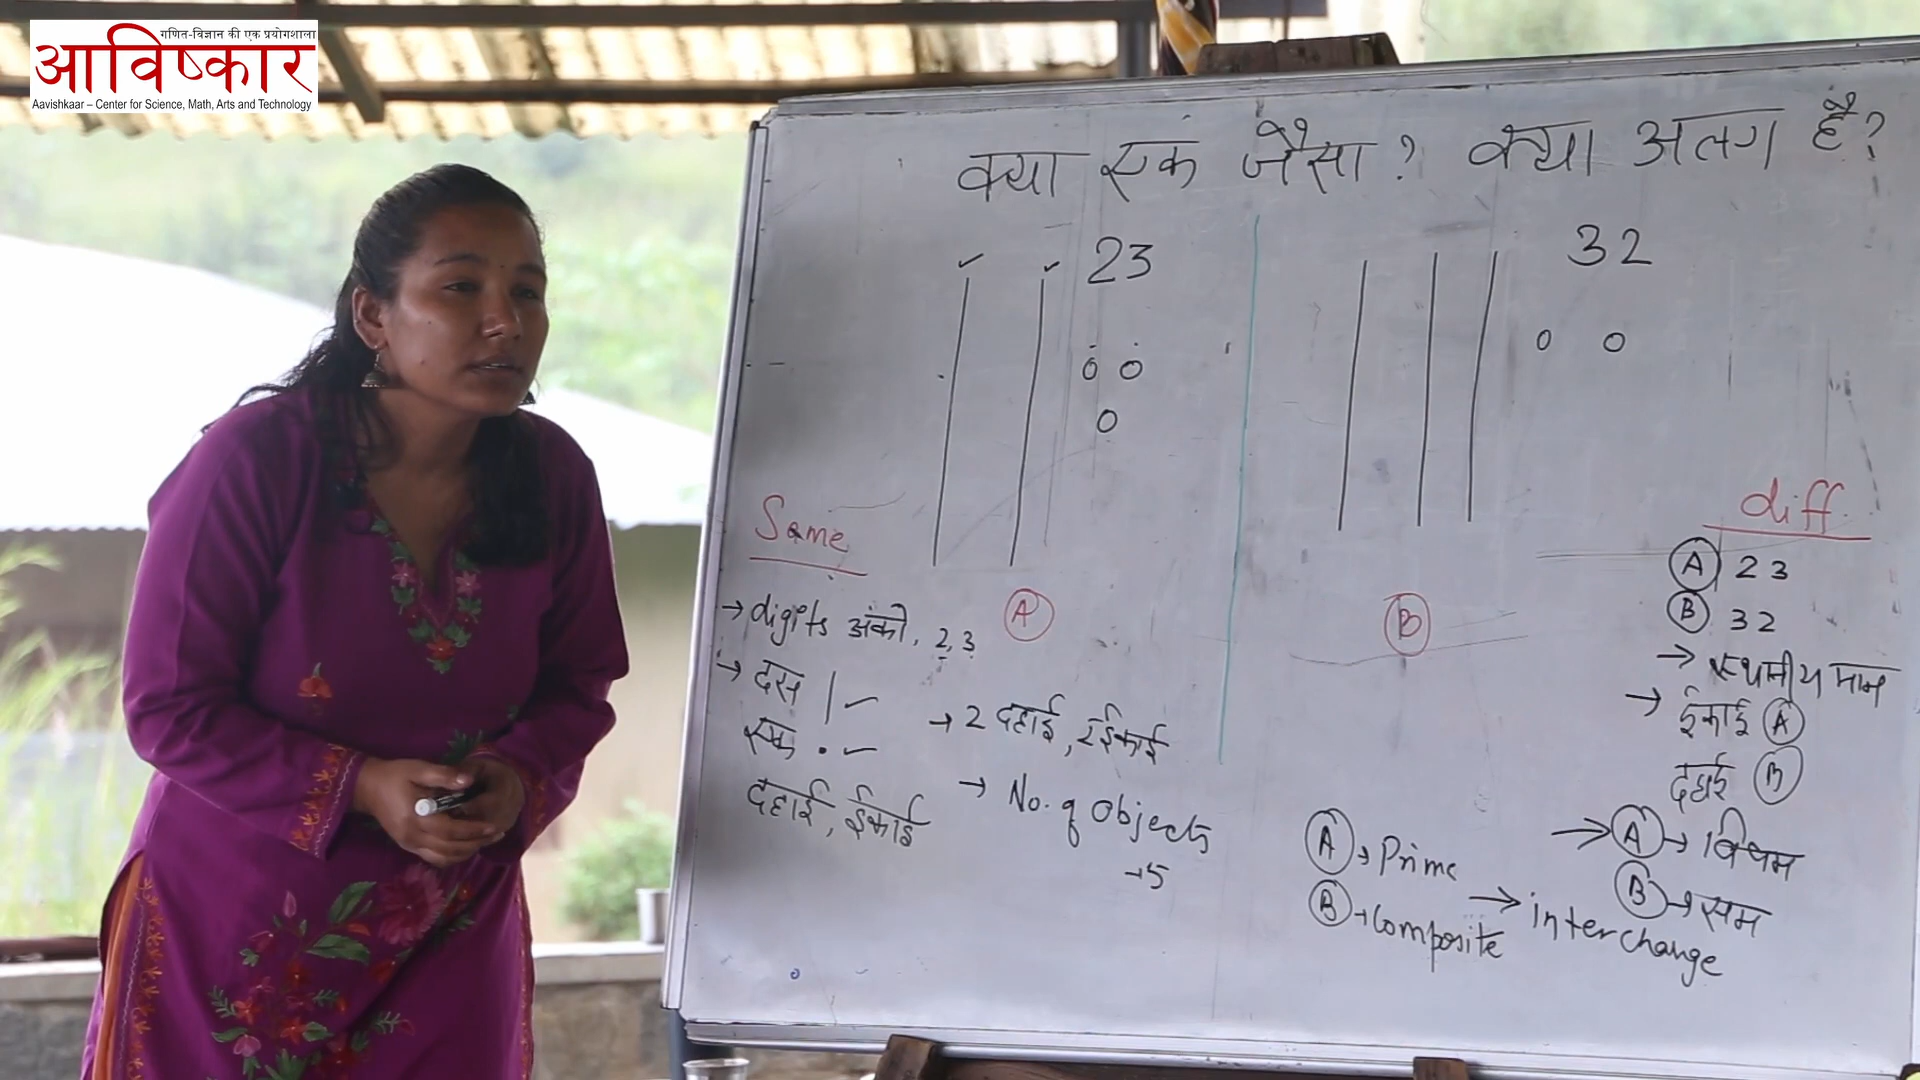 गणित-विज्ञान की एक प्रयोगशाला
आविष्कार
Aavishkaar – Center for Science, Math, Arts and Technology
क्या एक जैसा? क्या अलग है?
23
32
Same
→ digits अंको, 2, 3
→ दस | ✓
एक • ✓
दहाई, ईकाई
A
→ 2 दहाई, 2 ईकाई
→ No. of Objects
→ 5
B
diff
A 23
B 32
→ स्थानीय मान
→ ईकाई A
दहाई B
→ A → विषम
B → सम
A → Prime
B → Composite
→ interchange